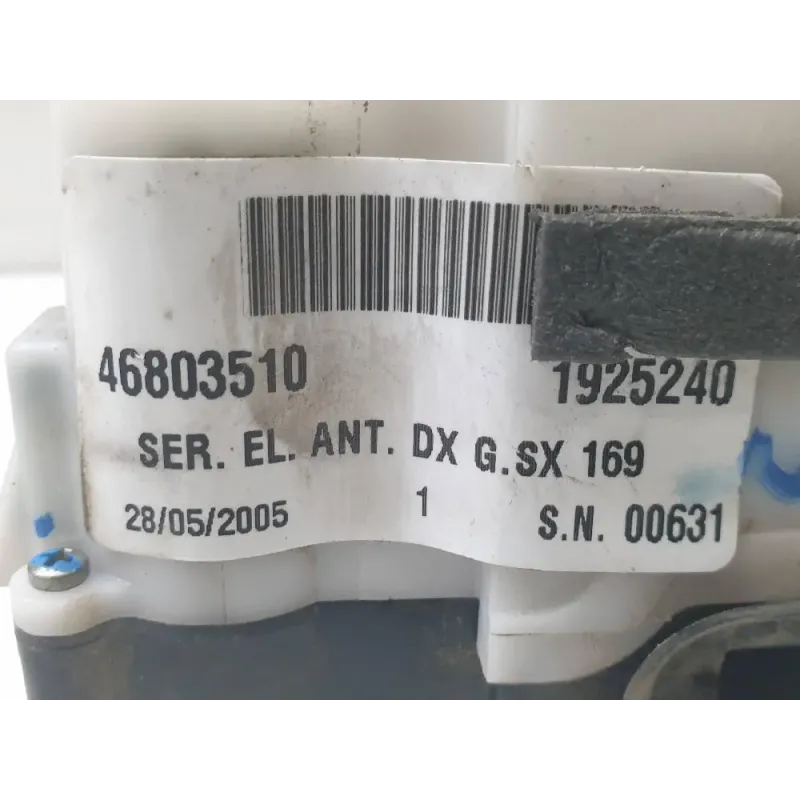 46803510 1925240
SER. EL. ANT. DX G.SX 169
28/05/2005 1 S.N. 00631